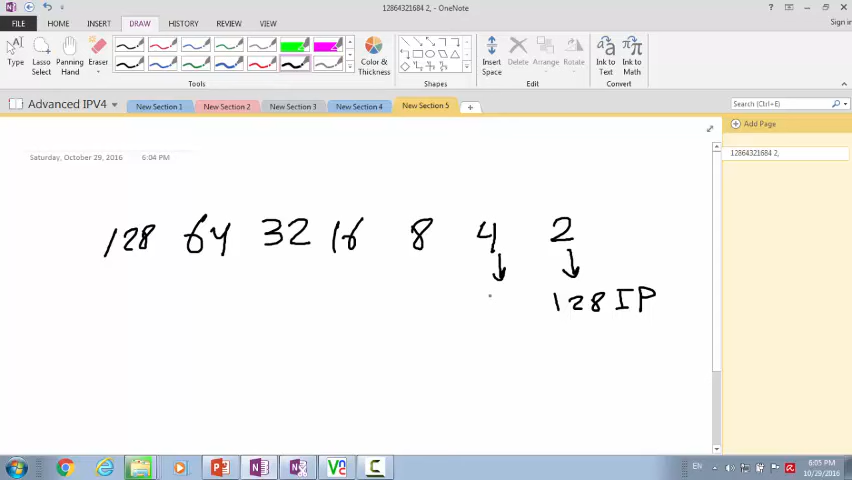 12864321684 2, - OneNote
Sign in
FILE HOME INSERT DRAW HISTORY REVIEW VIEW
Type
Lasso Select
Panning Hand
Eraser
Color & Thickness
Insert Space
Delete
Arrange
Rotate
Ink to Text
Ink to Math
Tools
Shapes
Edit
Convert
Advanced IPV4
New Section 1
New Section 2
New Section 3
New Section 4
New Section 5
Search (Ctrl+E)
Add Page
12864321684 2,
Saturday, October 29, 2016 6:04 PM
128 64 32 16 8 4 2
128 IP
EN
6:05 PM
10/29/2016